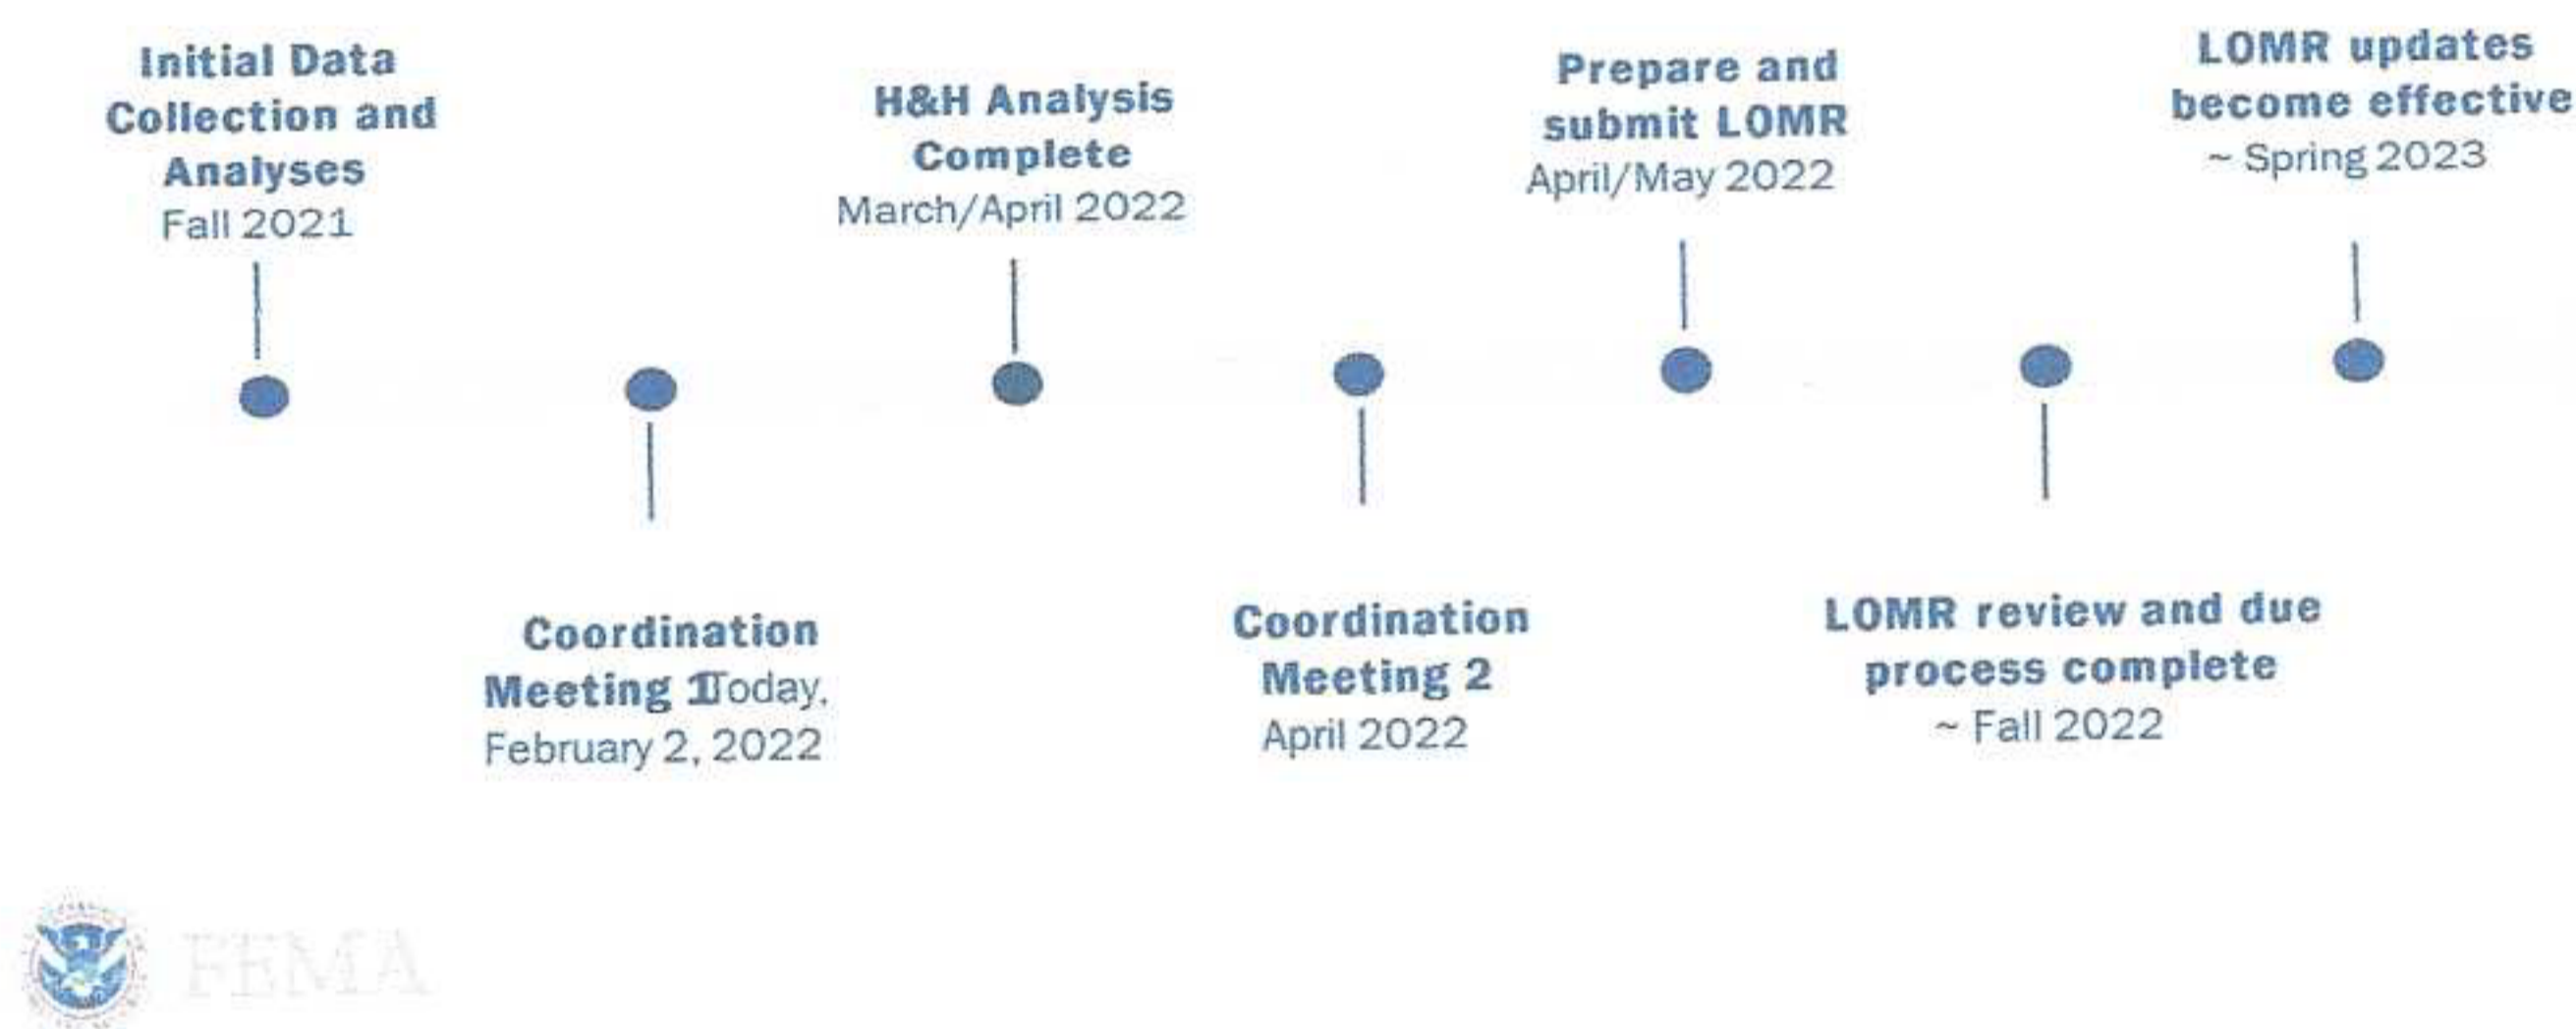 Initial Data
Collection and
Analyses
Fall 2021
Coordination
Meeting 1Today,
February 2, 2022
H&H Analysis
Complete
March/April 2022
Coordination
Meeting 2
April 2022
Prepare and
submit LOMR
April/May 2022
LOMR review and due
process complete
~ Fall 2022
LOMR updates
become effective
~ Spring 2023
FEMA